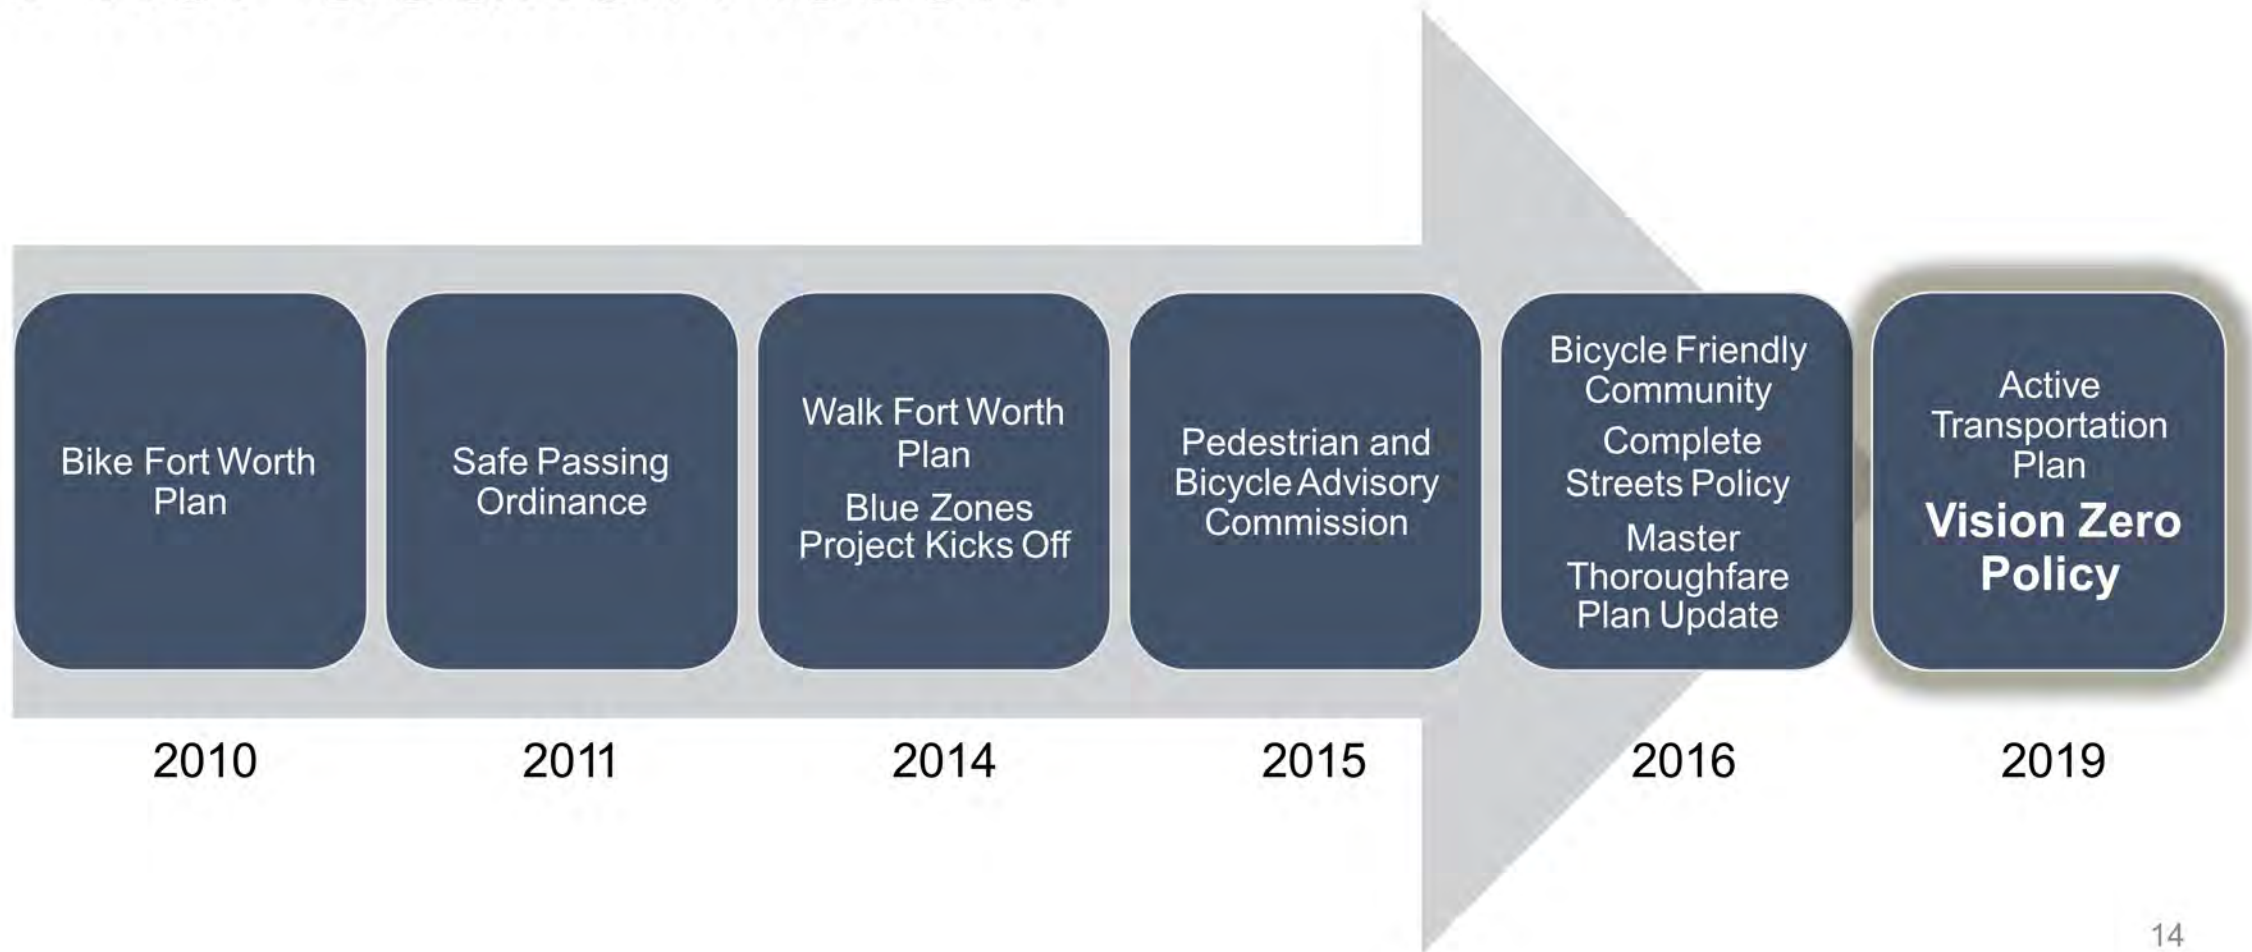 Bike Fort Worth
Plan
Safe Passing
Ordinance
Walk Fort Worth
Plan
Blue Zones
Project Kicks Off
Pedestrian and
Bicycle Advisory
Commission
Bicycle Friendly
Community
Complete
Streets Policy
Master
Thoroughfare
Plan Update
Active
Transportation
Plan
Vision Zero
Policy
2010
2011
2014
2015
2016
2019
14